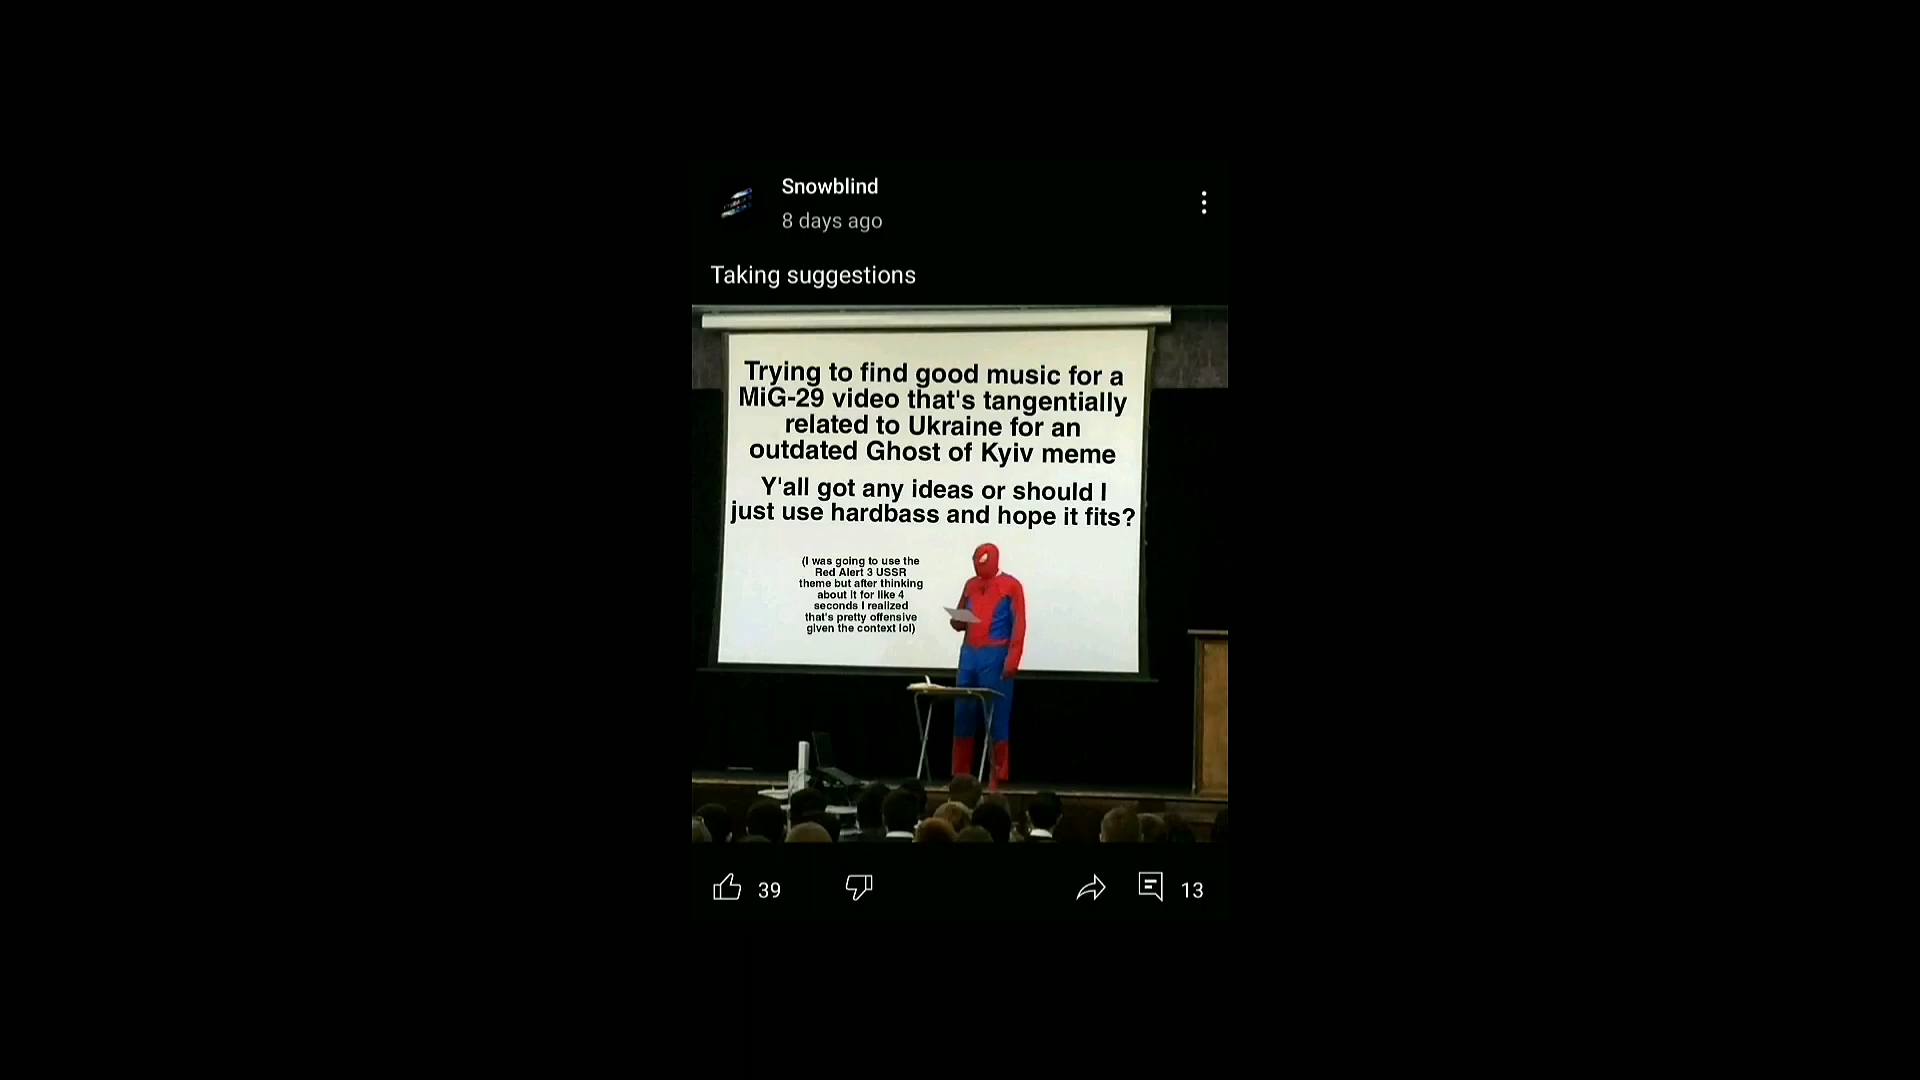 Snowblind
8 days ago
Taking suggestions
Trying to find good music for a
MiG-29 video that's tangentially
related to Ukraine for an
outdated Ghost of Kyiv meme
Y'all got any ideas or should I
just use hardbass and hope it fits?
(I was going to use the
Red Alert 3 USSR
theme but after thinking
about it for like 4
seconds I realized
that's pretty offensive
given the context lol)
39
13